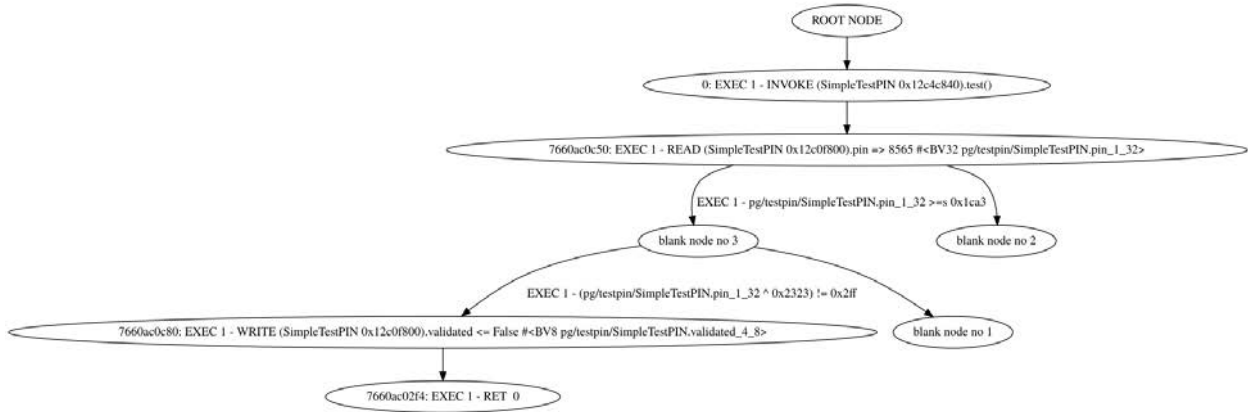 ROOT NODE
0: EXEC 1 - INVOKE (SimpleTestPIN 0x12c4c840).test()
7660ac0c50: EXEC 1 - READ (SimpleTestPIN 0x12c0f800).pin => 8565 #<BV32 pg/testpin/SimpleTestPIN.pin_1_32>
EXEC 1 - pg/testpin/SimpleTestPIN.pin_1_32 >=s 0x1ca3
blank node no 3
blank node no 2
EXEC 1 - (pg/testpin/SimpleTestPIN.pin_1_32 ^ 0x2323) != 0x2ff
7660ac0c80: EXEC 1 - WRITE (SimpleTestPIN 0x12c0f800).validated <= False #<BV8 pg/testpin/SimpleTestPIN.validated_4_8>
blank node no 1
7660ac02f4: EXEC 1 - RET 0